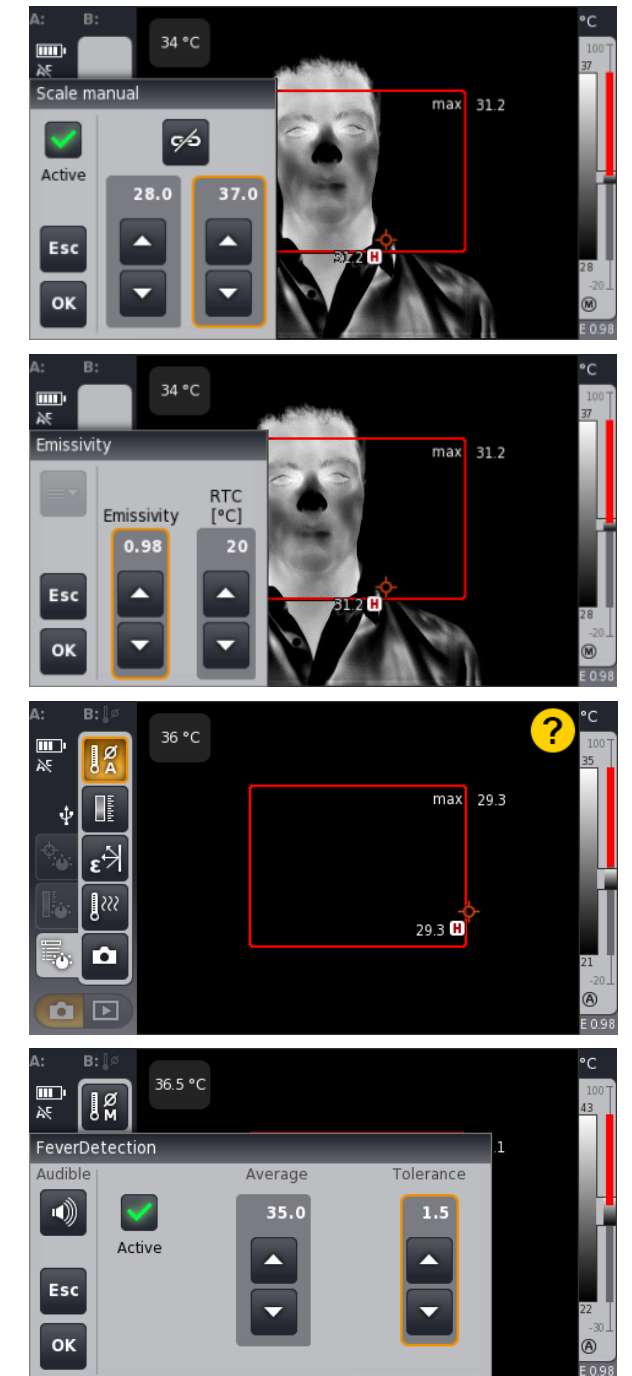 A: B:
34 °C
°C
100
37
Scale manual
max 31.2
Active
28.0 37.0
Esc
31.2 H
28
-20
OK
M
E 0.98
A: B:
34 °C
°C
100
37
Emissivity
max 31.2
RTC
Emissivity [°C]
0.98 20
Esc
31.2 H
28
-20
OK
M
E 0.98
A: B:
36 °C
?
°C
A
100
35
max 29.3
ε
29.3 H
21
-20
A
E 0.98
A: B:
36.5 °C
°C
M
100
43
FeverDetection
.1
Audible Average Tolerance
35.0 1.5
Active
Esc
22
-30
OK
A
E 0.98